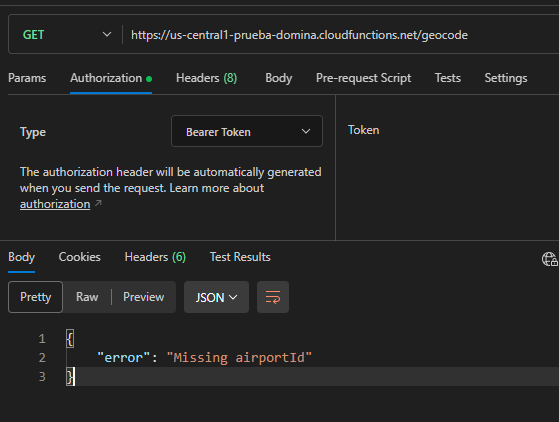 GET https://us-central1-prueba-domina.cloudfunctions.net/geocode
Params Authorization Headers (8) Body Pre-request Script Tests Settings
Type Bearer Token
Token
The authorization header will be automatically generated
when you send the request. Learn more about
authorization ↗
Body Cookies Headers (6) Test Results
Pretty Raw Preview JSON
1 {
2 "error": "Missing airportId"
3 }